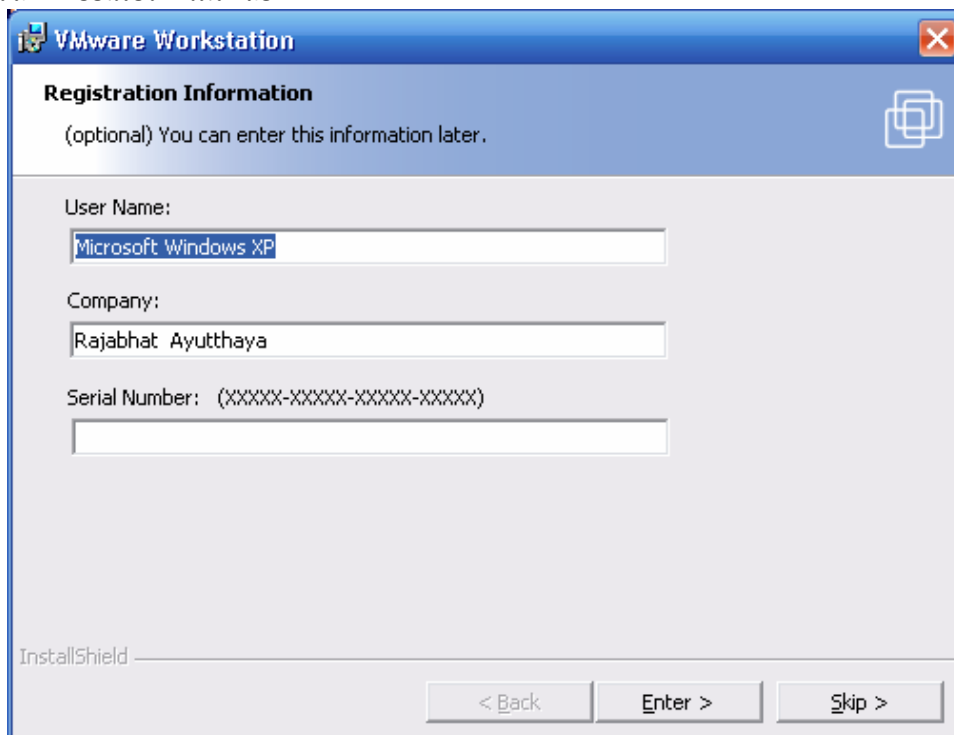 VMware Workstation
Registration Information
(optional) You can enter this information later.
User Name:
Microsoft Windows XP
Company:
Rajabhat Ayutthaya
Serial Number: (XXXXX-XXXXX-XXXXX-XXXXX)
InstallShield
< Back Enter > Skip >